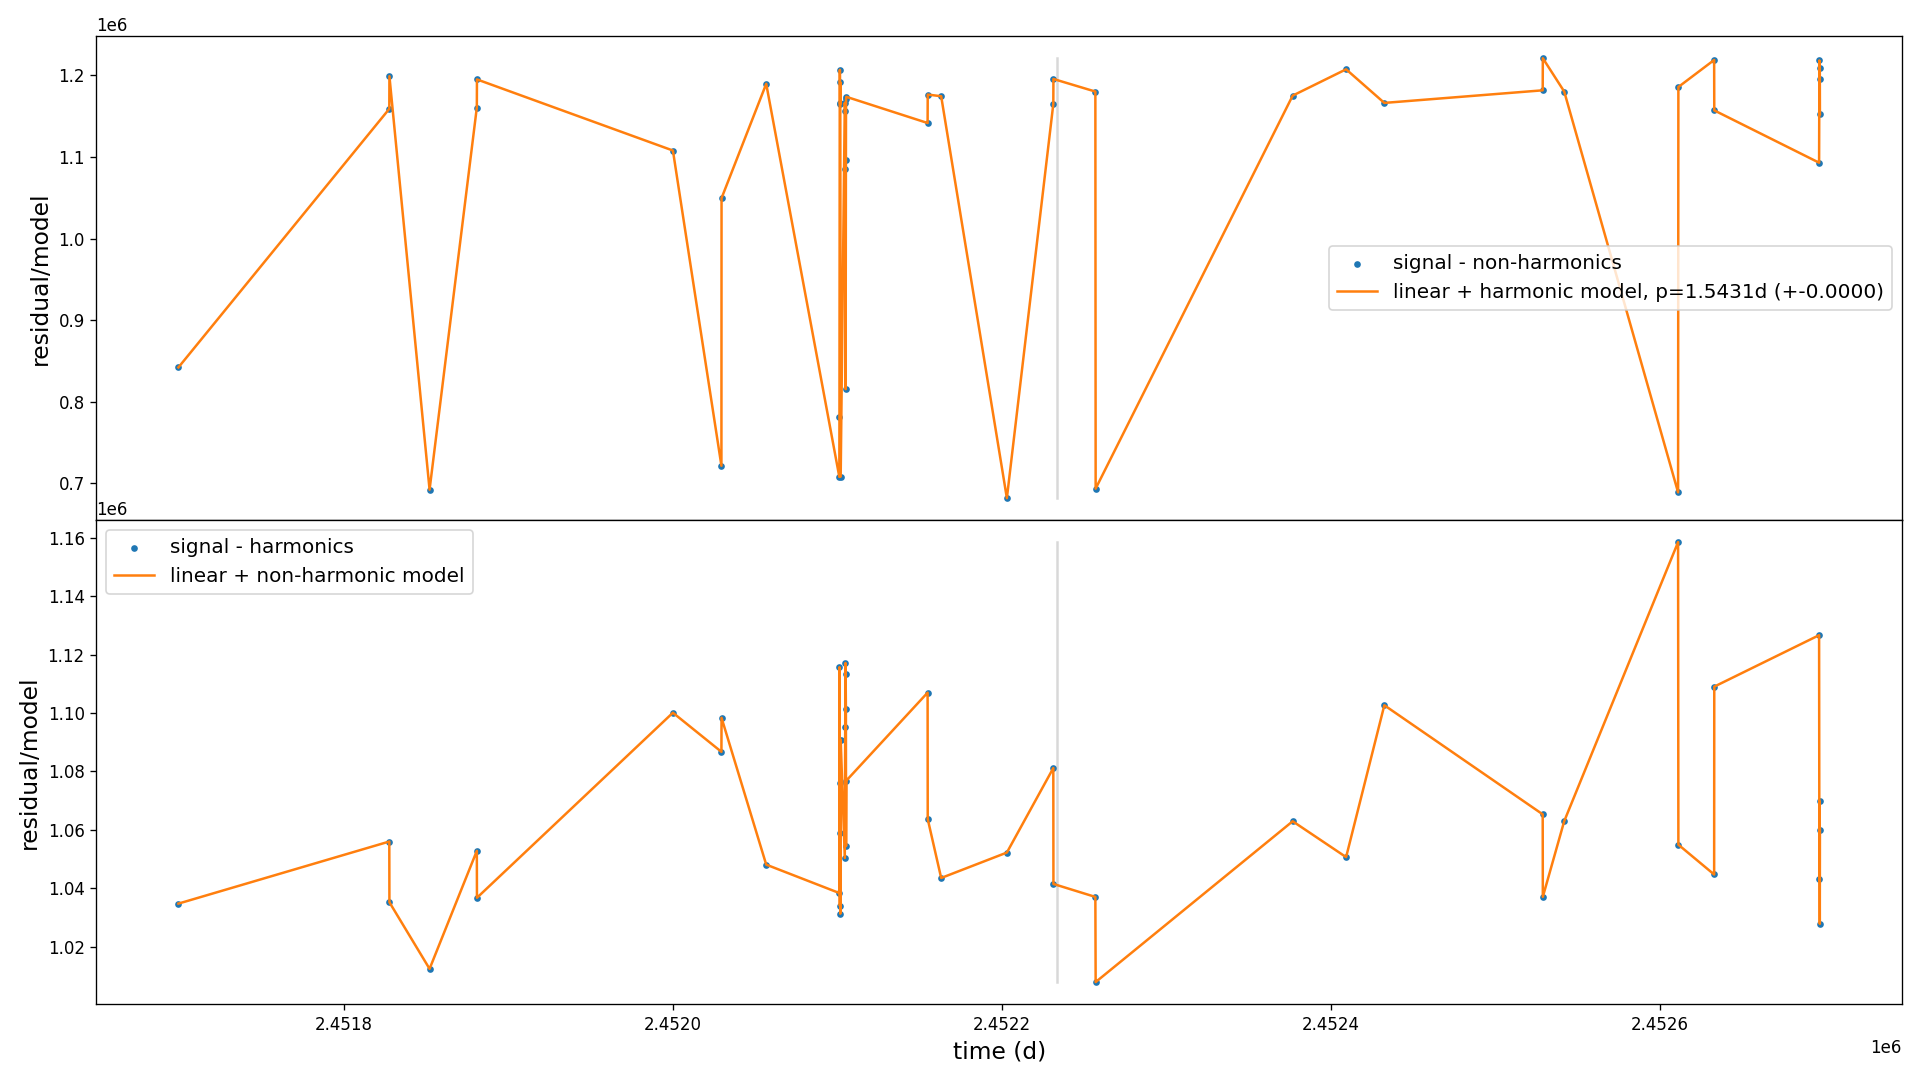 1e6
1.2
1.1
1.0
0.9
0.8
0.7
residual/model
signal - non-harmonics
linear + harmonic model, p=1.5431d (+-0.0000)
1e6
1.16
1.14
1.12
1.10
1.08
1.06
1.04
1.02
residual/model
signal - harmonics
linear + non-harmonic model
2.4518
2.4520
2.4522
2.4524
2.4526
time (d)
1e6